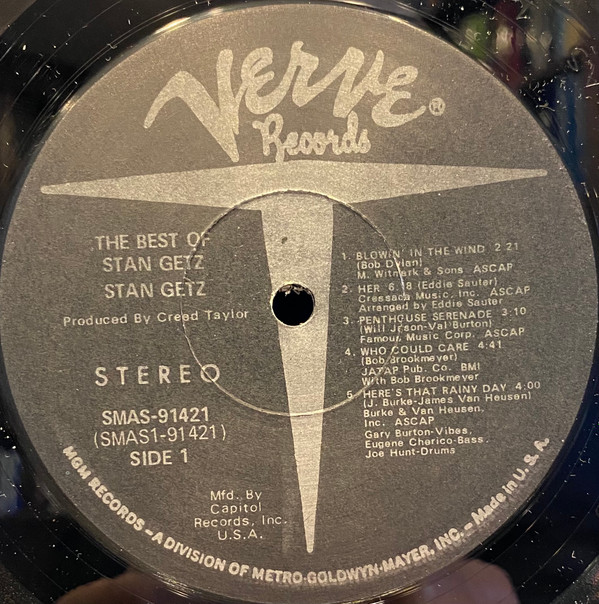 Verve®
Records
THE BEST OF
STAN GETZ
STAN GETZ
Produced By Creed Taylor
STEREO
SMAS-91421
(SMAS1-91421)
SIDE 1
Mfd. By
Capitol
Records, Inc.
U.S.A.
1. BLOWIN' IN THE WIND 2:21
(Bob Dylan)
M. Witmark & Sons ASCAP
2. HER 6:18 (Eddie Sauter)
Cressada Music, Inc. ASCAP
Arranged by Eddie Sauter
3. PENTHOUSE SERENADE 3:10
(Will Jason-Val Burton)
Famour Music Corp. ASCAP
4. WHO COULD CARE 4:41
(Bob Brookmeyer)
JATAP Pub. Co. BMI
With Bob Brookmeyer
5. HERE'S THAT RAINY DAY 4:00
(J. Burke-James Van Heusen)
Burke & Van Heusen,
Inc. ASCAP
Gary Burton-Vibes,
Eugene Cherico-Bass,
Joe Hunt-Drums
MGM RECORDS – A DIVISION OF METRO-GOLDWYN-MAYER, INC. – Made in U.S.A.